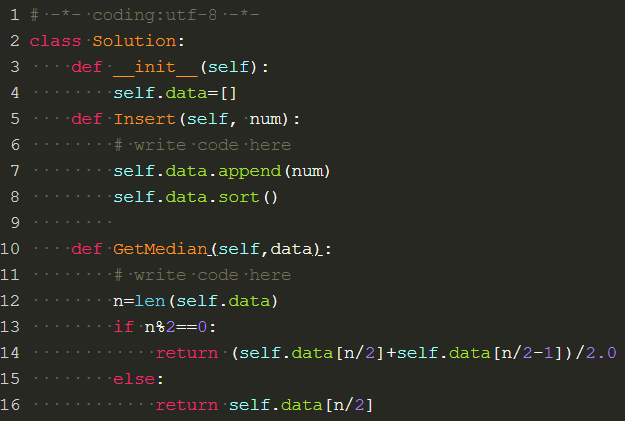 1 # -*- coding:utf-8 -*-
2 class Solution:
3 ····def __init__(self):
4 ········self.data=[]
5 ····def Insert(self, num):
6 ········# write code here
7 ········self.data.append(num)
8 ········self.data.sort()
9 ········
10 ····def GetMedian(self,data):
11 ········# write code here
12 ········n=len(self.data)
13 ········if n%2==0:
14 ············return (self.data[n/2]+self.data[n/2-1])/2.0
15 ········else:
16 ············return self.data[n/2]